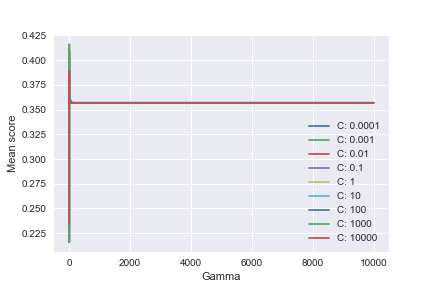 0.425
0.400
0.375
0.350
0.325
0.300
0.275
0.250
0.225
Mean score
C: 0.0001
C: 0.001
C: 0.01
C: 0.1
C: 1
C: 10
C: 100
C: 1000
C: 10000
0 2000 4000 6000 8000 10000
Gamma